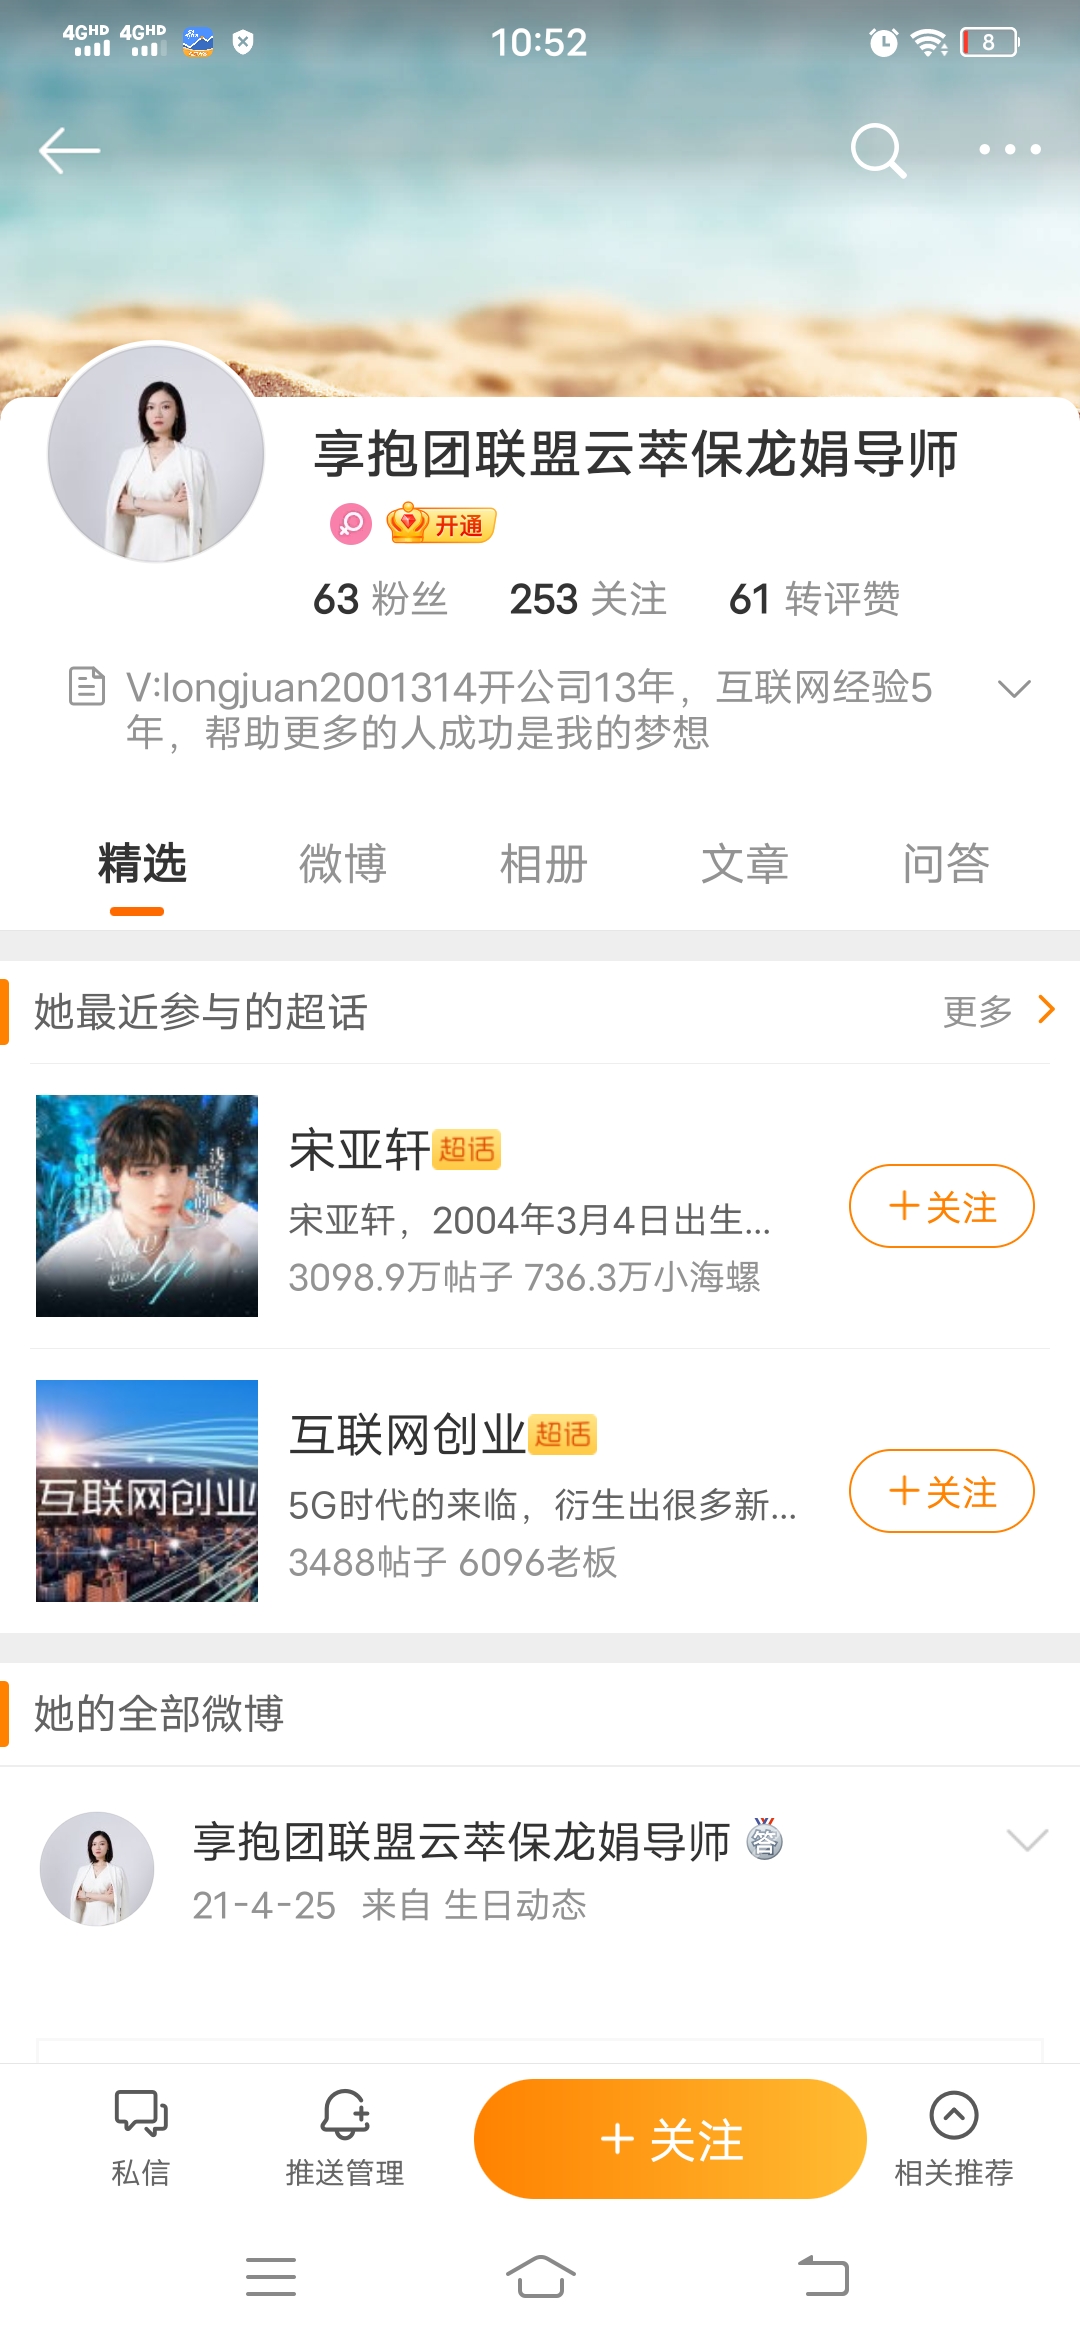 4GHD 4GHD 10:52 8
享抱团联盟云萃保龙娟导师
开通
63 粉丝 253 关注 61 转评赞
V:longjuan2001314开公司13年，互联网经验5
年，帮助更多的人成功是我的梦想
精选 微博 相册 文章 问答
她最近参与的超话 更多
宋亚轩 超话
宋亚轩，2004年3月4日出生...
3098.9万帖子 736.3万小海螺
+关注
互联网创业
互联网创业 超话
5G时代的来临，衍生出很多新...
3488帖子 6096老板
+关注
她的全部微博
享抱团联盟云萃保龙娟导师 答
21-4-25 来自 生日动态
私信 推送管理 + 关注 相关推荐